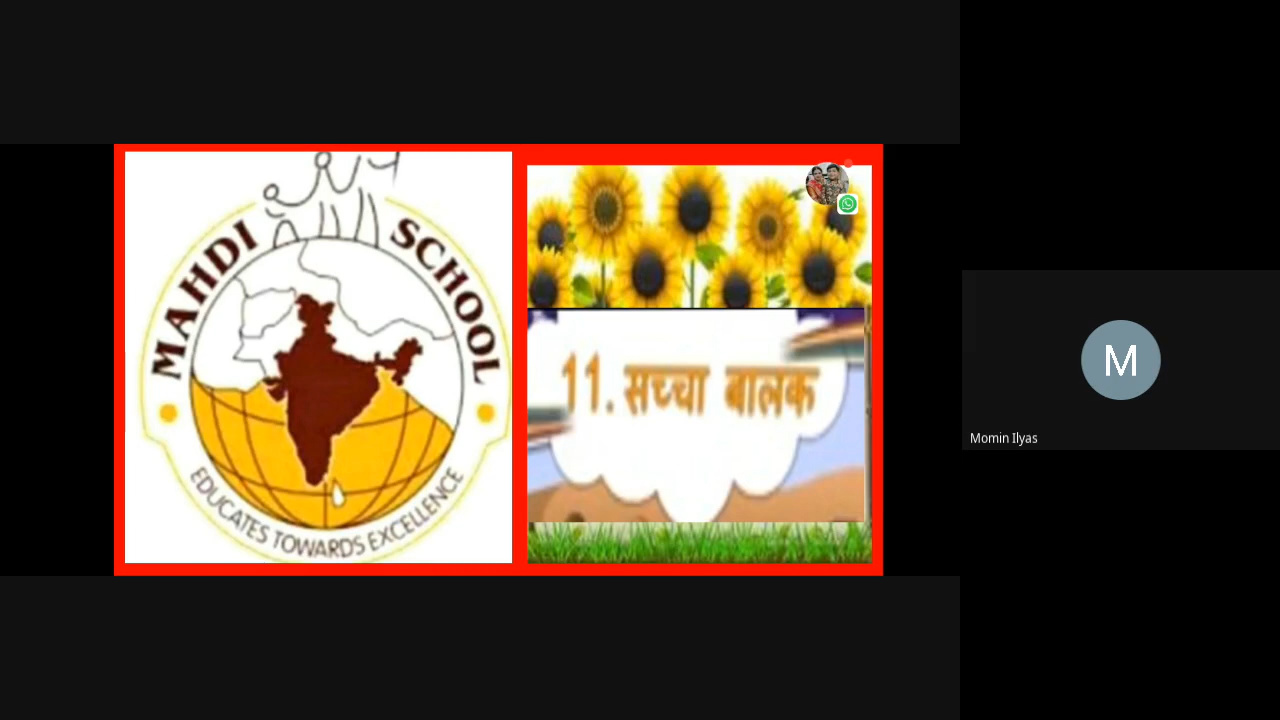 MAHDI SCHOOL
EDUCATES TOWARDS EXCELLENCE
11. सच्चा बालक
M
Momin Ilyas